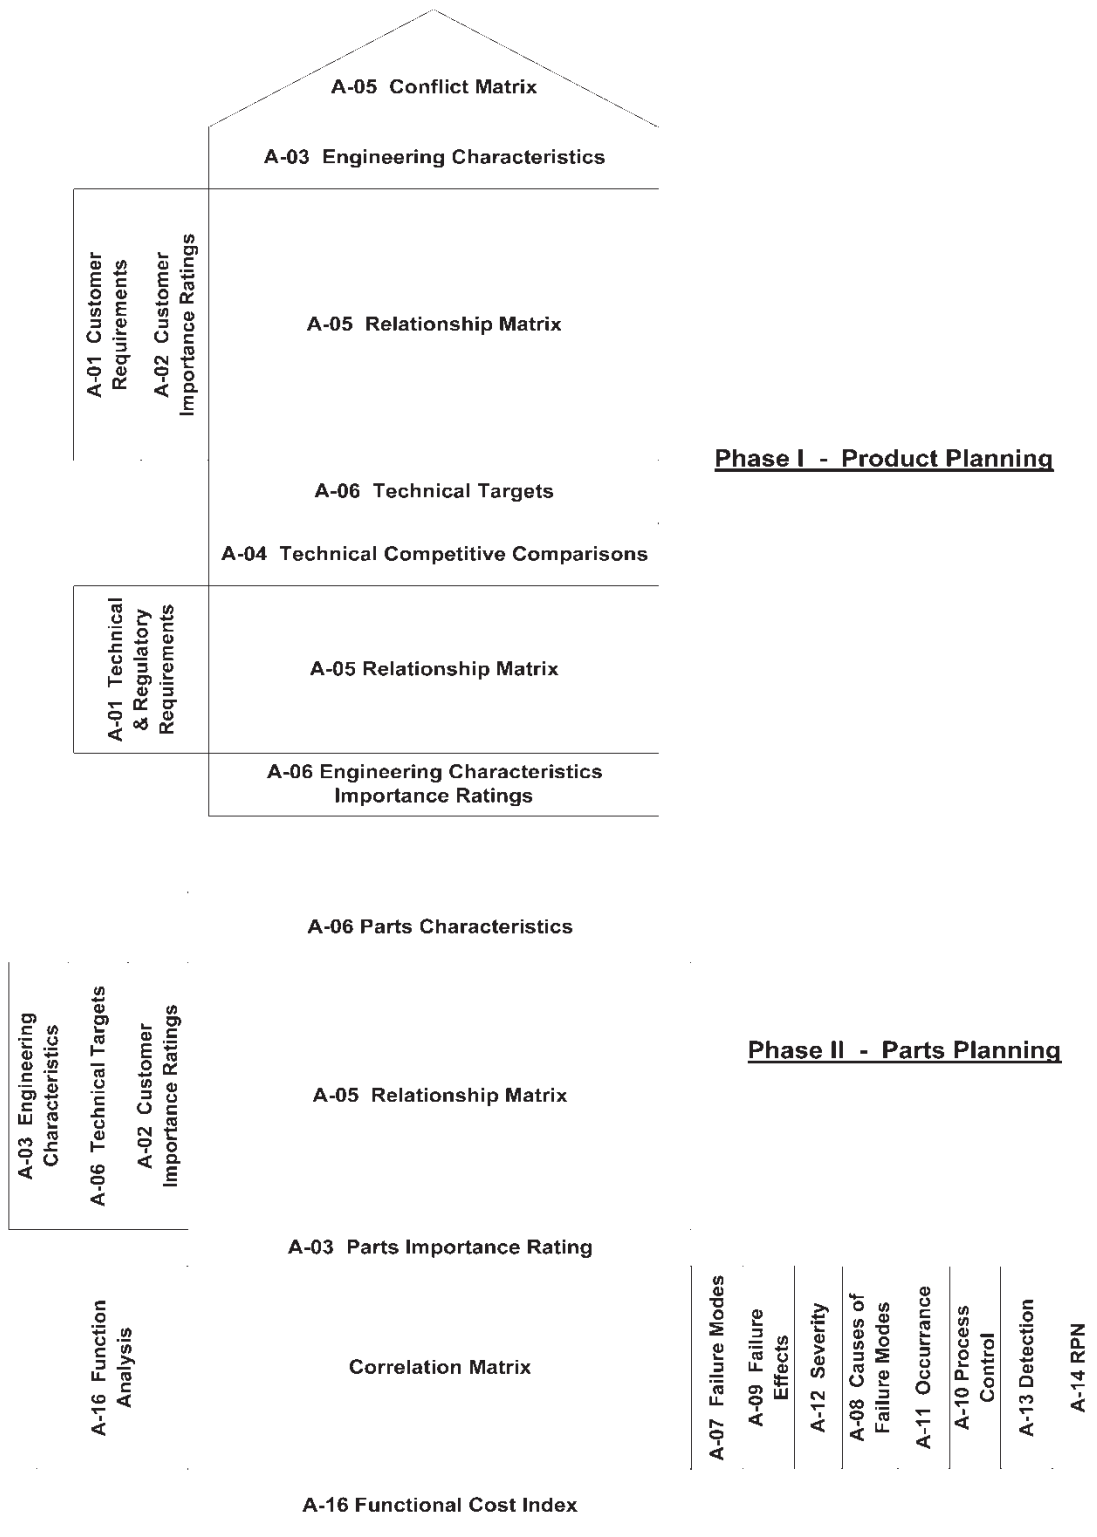 A-05 Conflict Matrix
A-03 Engineering Characteristics
A-01 Customer
Requirements
A-02 Customer
Importance Ratings
A-05 Relationship Matrix
Phase I - Product Planning
A-06 Technical Targets
A-04 Technical Competitive Comparisons
A-01 Technical
& Regulatory
Requirements
A-05 Relationship Matrix
A-06 Engineering Characteristics
Importance Ratings
A-06 Parts Characteristics
A-03 Engineering
Characteristics
A-06 Technical Targets
A-02 Customer
Importance Ratings
A-05 Relationship Matrix
Phase II - Parts Planning
A-03 Parts Importance Rating
A-16 Function
Analysis
Correlation Matrix
A-07 Failure Modes
A-09 Failure
Effects
A-12 Severity
A-08 Causes of
Failure Modes
A-11 Occurrance
A-10 Process
Control
A-13 Detection
A-14 RPN
A-16 Functional Cost Index